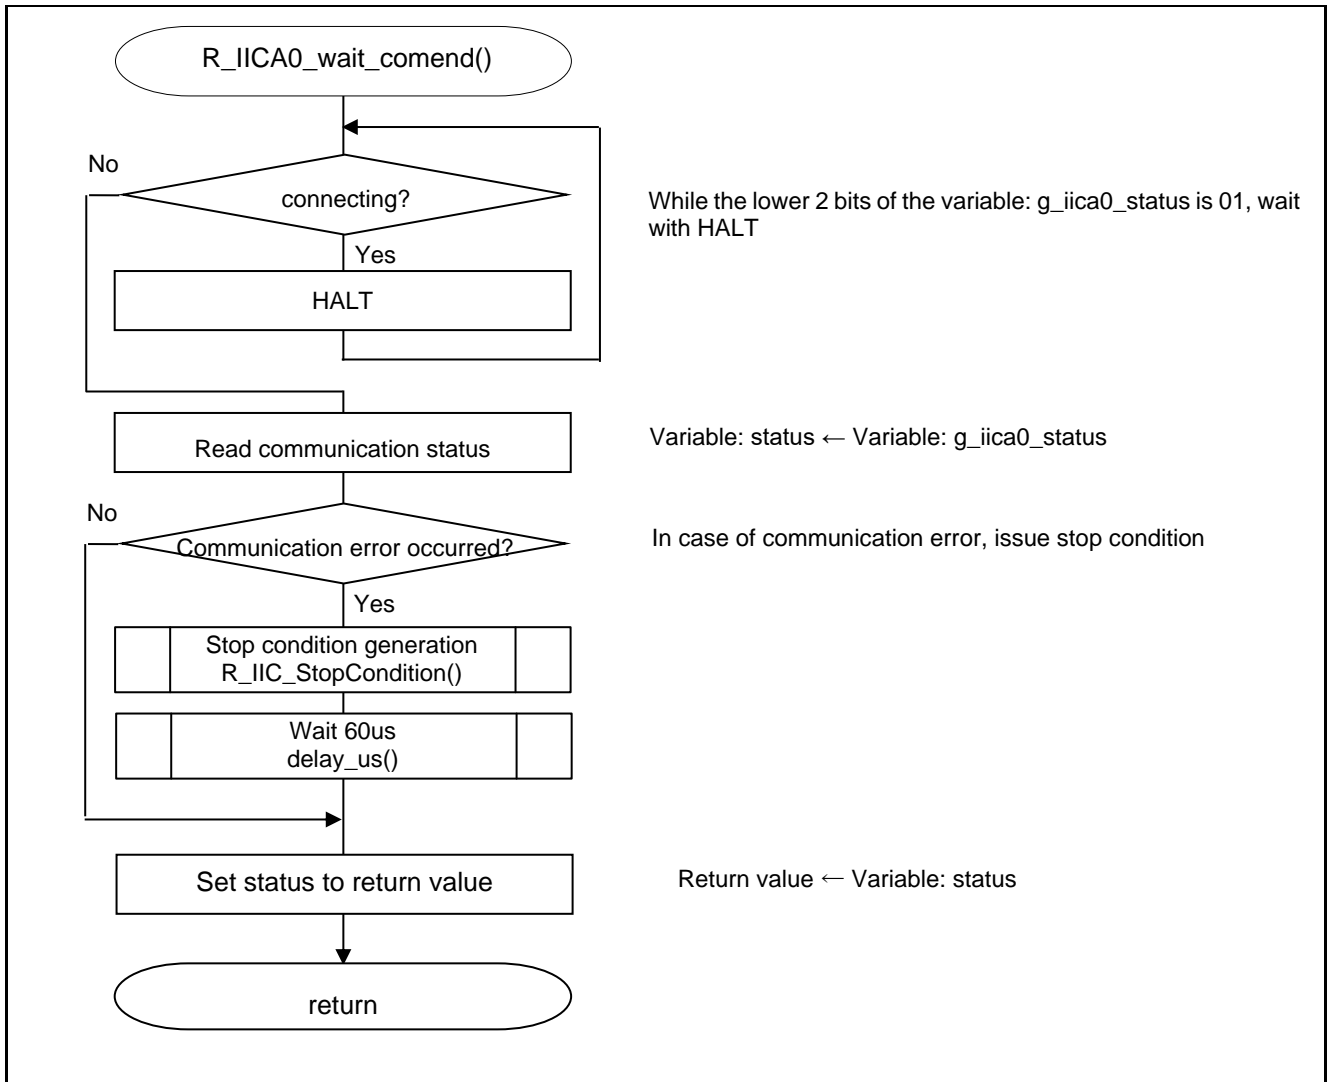 R_IICA0_wait_comend()
No
connecting?
While the lower 2 bits of the variable: g_iica0_status is 01, wait
with HALT
Yes
HALT
Read communication status
Variable: status ← Variable: g_iica0_status
No
Communication error occurred?
In case of communication error, issue stop condition
Yes
Stop condition generation
R_IIC_StopCondition()
Wait 60us
delay_us()
Set status to return value
Return value ← Variable: status
return